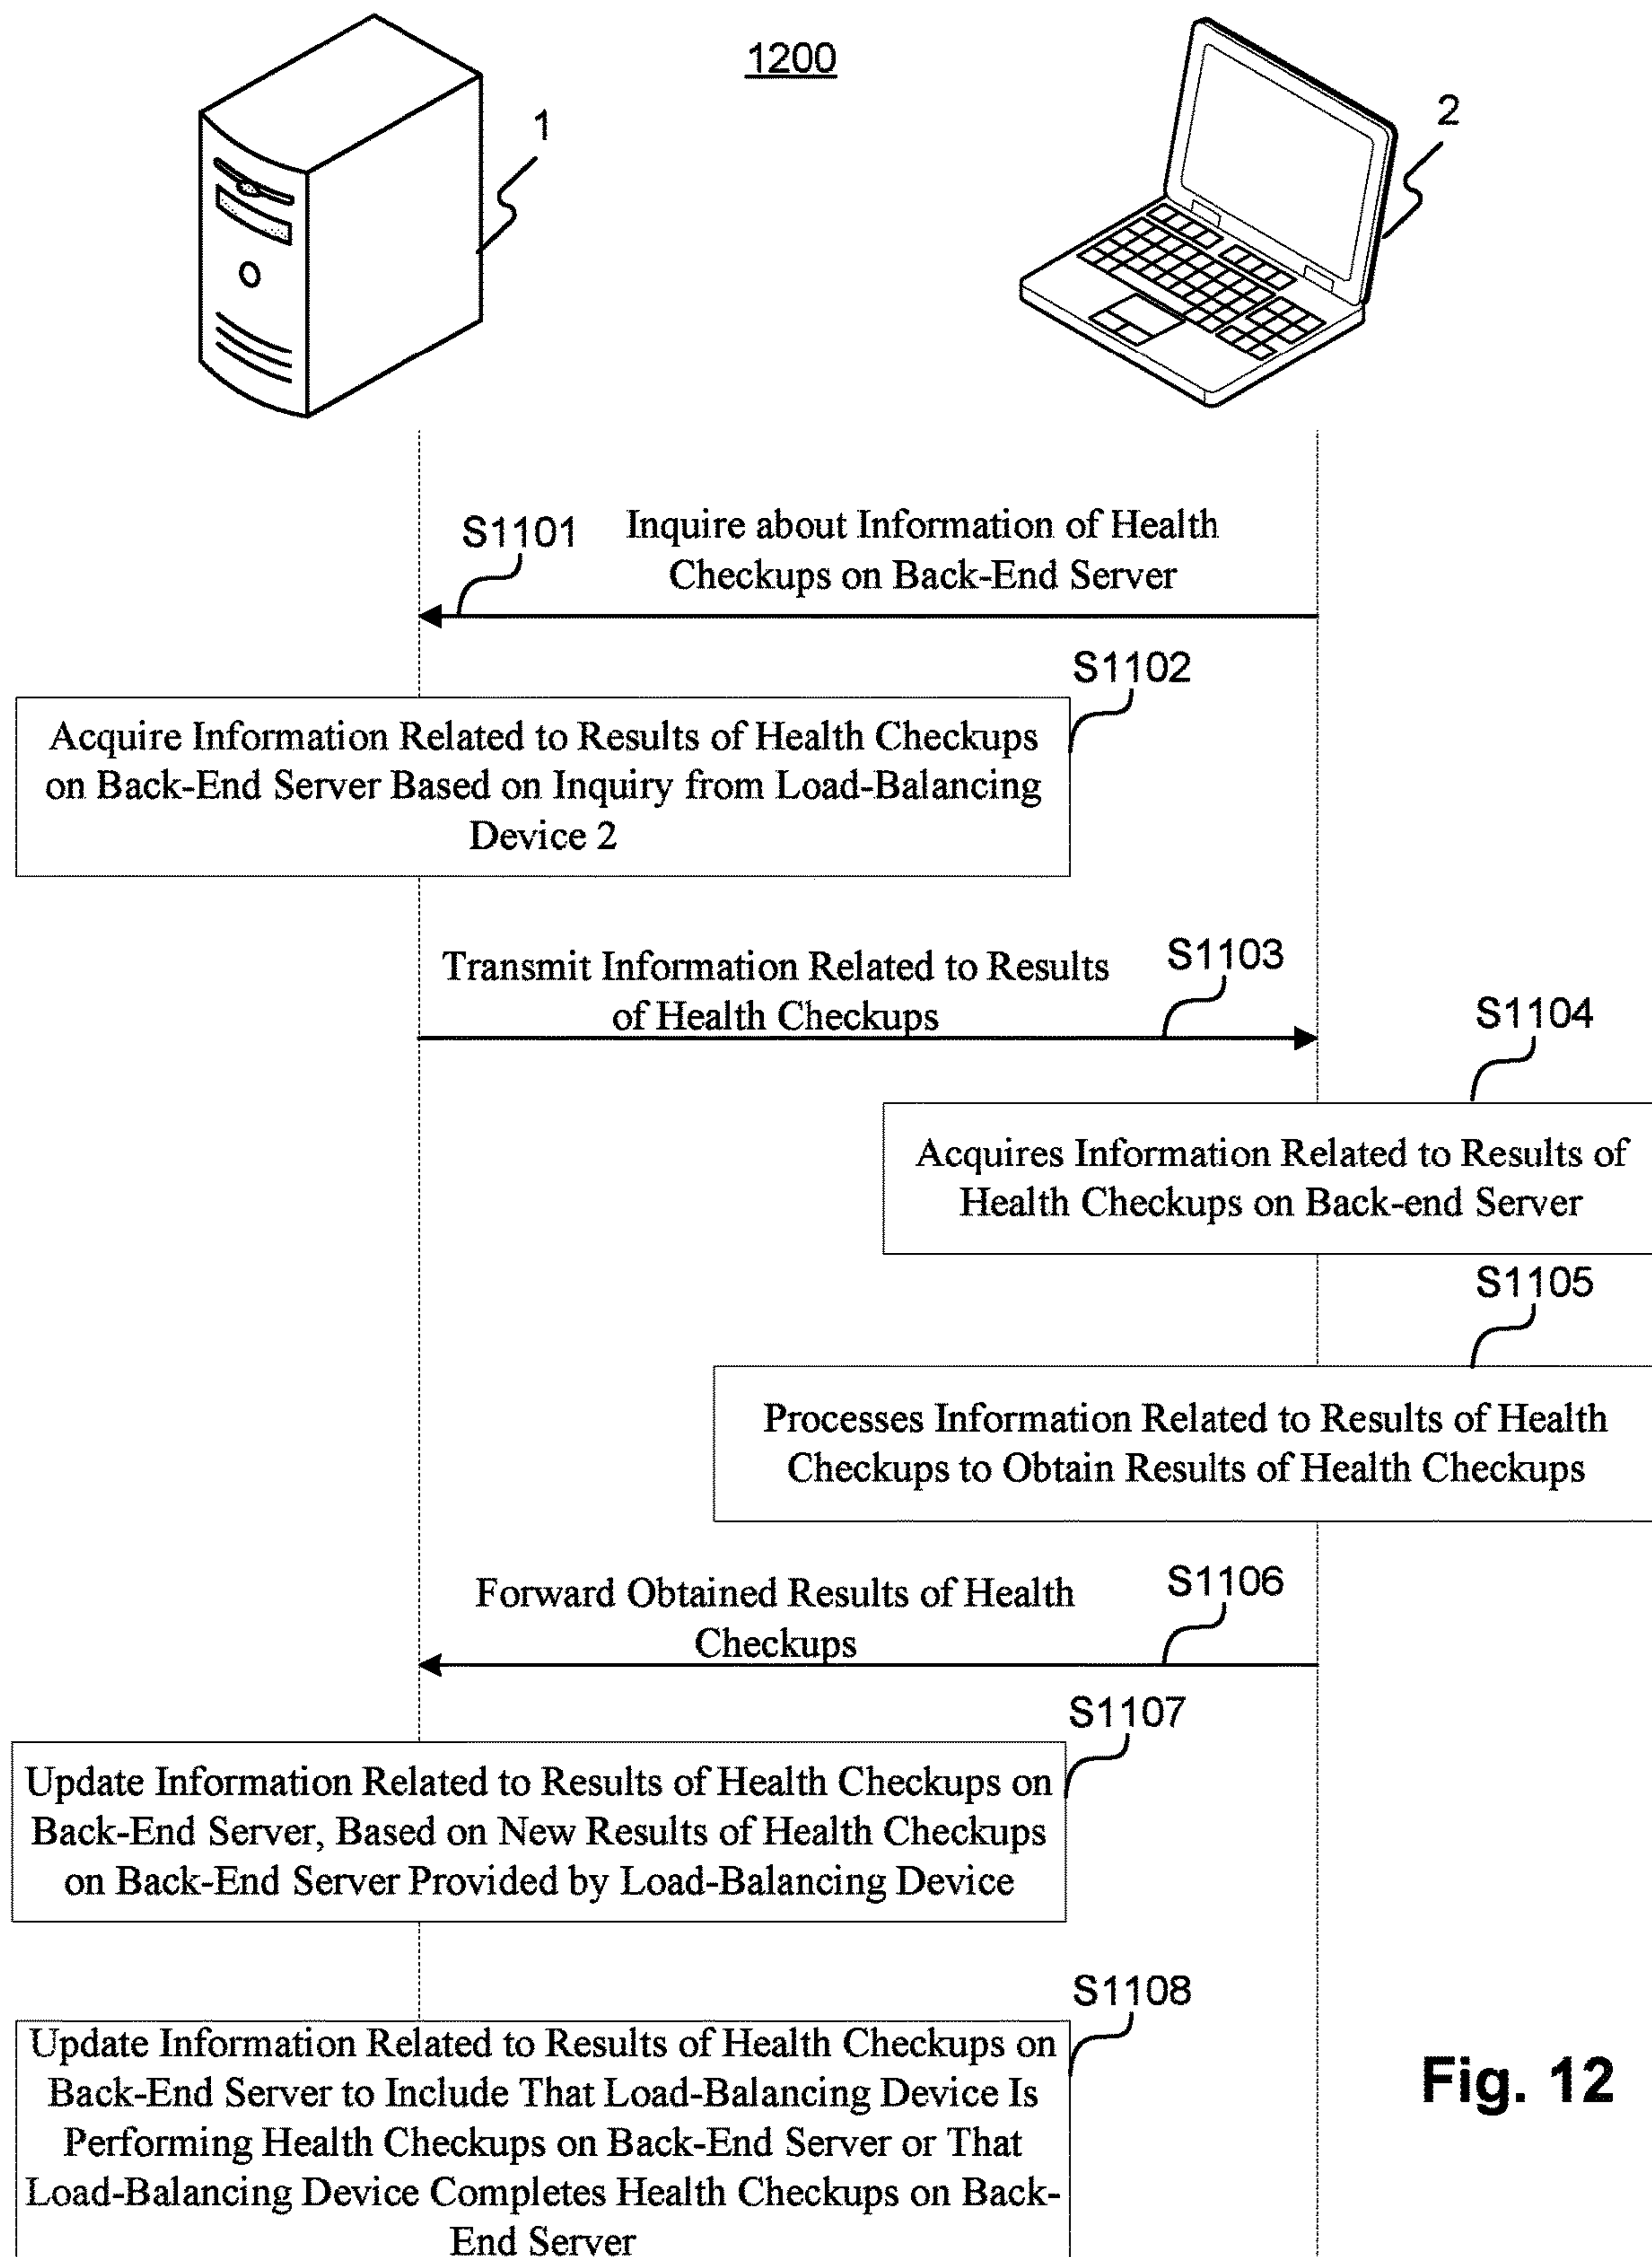 1200
1
2
S1101
Inquire about Information of Health
Checkups on Back-End Server
S1102
Acquire Information Related to Results of Health Checkups
on Back-End Server Based on Inquiry from Load-Balancing
Device 2
Transmit Information Related to Results
of Health Checkups
S1103
S1104
Acquires Information Related to Results of
Health Checkups on Back-end Server
S1105
Processes Information Related to Results of Health
Checkups to Obtain Results of Health Checkups
Forward Obtained Results of Health
Checkups
S1106
S1107
Update Information Related to Results of Health Checkups on
Back-End Server, Based on New Results of Health Checkups
on Back-End Server Provided by Load-Balancing Device
S1108
Update Information Related to Results of Health Checkups on
Back-End Server to Include That Load-Balancing Device Is
Performing Health Checkups on Back-End Server or That
Load-Balancing Device Completes Health Checkups on Back-
End Server
Fig. 12